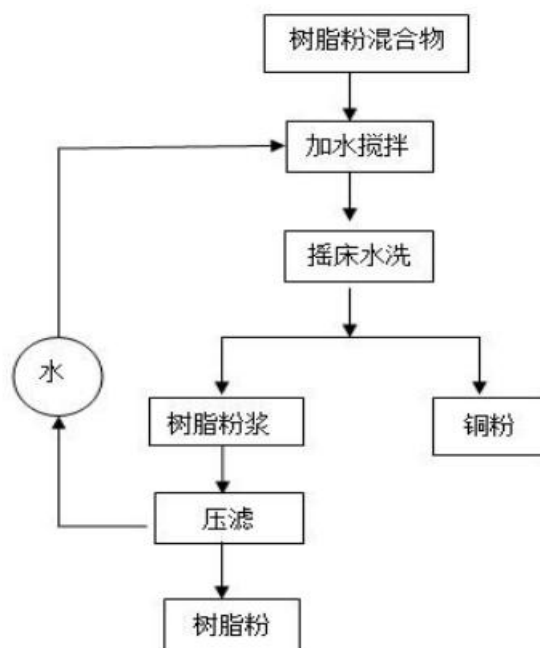 树脂粉混合物
加水搅拌
摇床水洗
水
树脂粉浆
铜粉
压滤
树脂粉